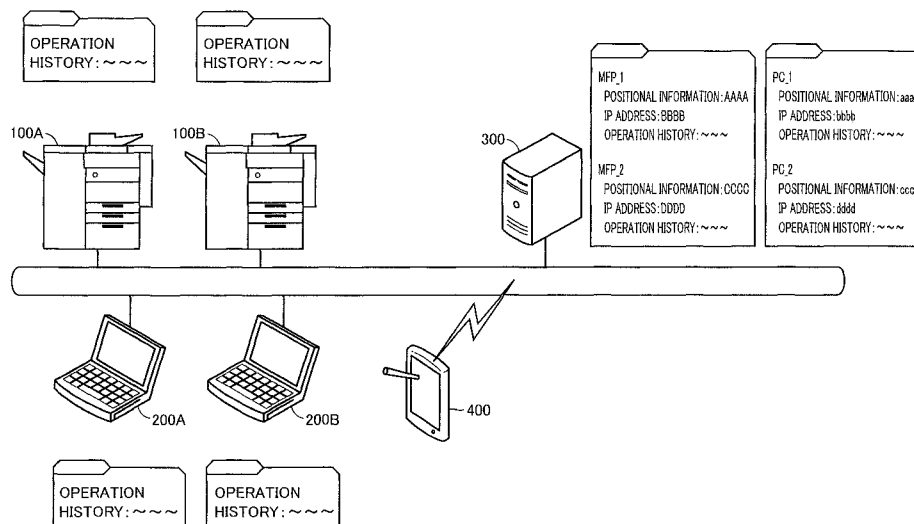 OPERATION
HISTORY:~~~
OPERATION
HISTORY:~~~
MFP_1
POSITIONAL INFORMATION:AAAA
IP ADDRESS:BBBB
OPERATION HISTORY:~~~
MFP_2
POSITIONAL INFORMATION:CCCC
IP ADDRESS:DDDD
OPERATION HISTORY:~~~
PC_1
POSITIONAL INFORMATION:aaa
IP ADDRESS:bbbb
OPERATION HISTORY:~~~
PC_2
POSITIONAL INFORMATION:ccc
IP ADDRESS:dddd
OPERATION HISTORY:~~~
100A
100B
300
200A
200B
400
OPERATION
HISTORY:~~~
OPERATION
HISTORY:~~~